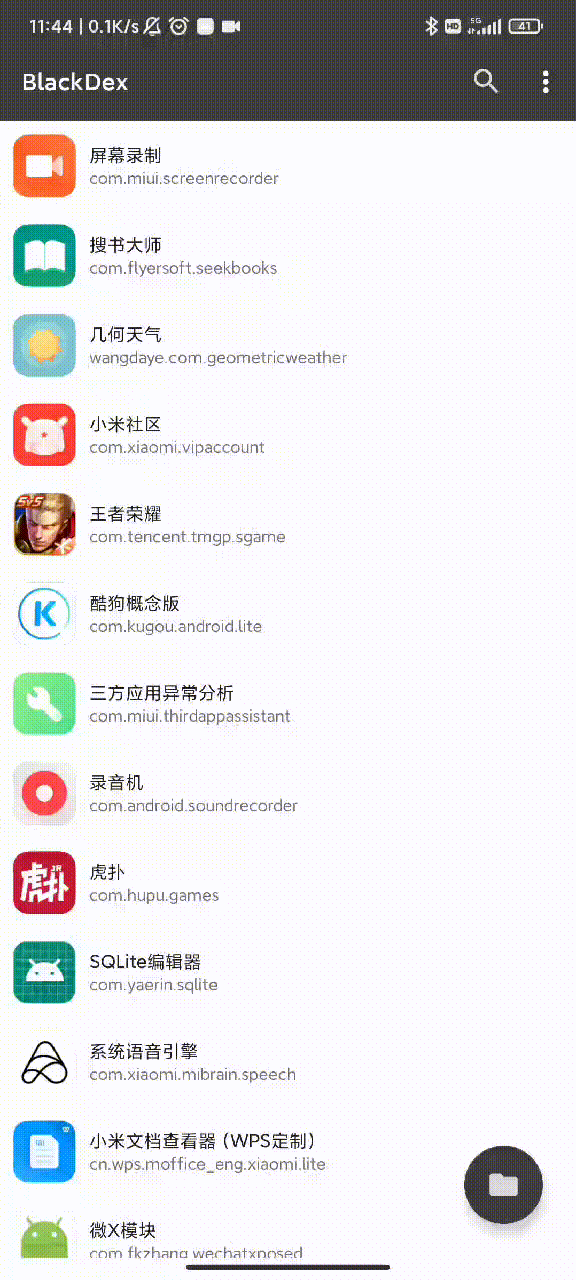 11:44 | 0.1K/s HD 5G 41
BlackDex
屏幕录制
com.miui.screenrecorder
搜书大师
com.flyersoft.seekbooks
几何天气
wangdaye.com.geometricweather
小米社区
com.xiaomi.vipaccount
5v5
王者荣耀
com.tencent.tmgp.sgame
K
酷狗概念版
com.kugou.android.lite
三方应用异常分析
com.miui.thirdappassistant
录音机
com.android.soundrecorder
虎扑
虎扑
com.hupu.games
SQLite编辑器
com.yaerin.sqlite
系统语音引擎
com.xiaomi.mibrain.speech
小米文档查看器 (WPS定制)
cn.wps.moffice_eng.xiaomi.lite
微X模块
com.fkzhang.wechatxposed